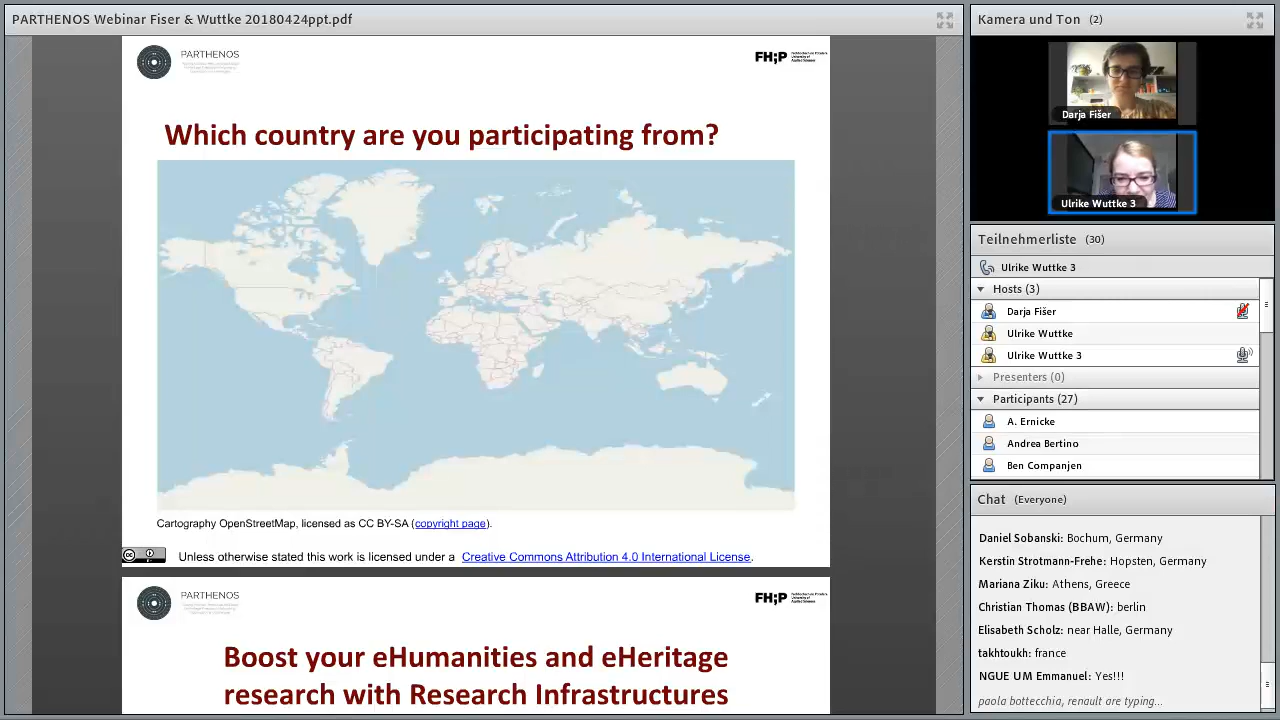 PARTHENOS Webinar Fiser & Wuttke 20180424ppt.pdf
PARTHENOS
FH;P
Which country are you participating from?
Cartography OpenStreetMap, licensed as CC BY-SA (copyright page).
Unless otherwise stated this work is licensed under a Creative Commons Attribution 4.0 International License.
PARTHENOS
FH;P
Boost your eHumanities and eHeritage
research with Research Infrastructures
Kamera und Ton (2)
Darja Fišer
Ulrike Wuttke 3
Teilnehmerliste (30)
Ulrike Wuttke 3
Hosts (3)
Darja Fišer
Ulrike Wuttke
Ulrike Wuttke 3
Presenters (0)
Participants (27)
A. Ernicke
Andrea Bertino
Ben Companjen
Chat (Everyone)
Daniel Sobanski: Bochum, Germany
Kerstin Strotmann-Frehe: Hopsten, Germany
Mariana Ziku: Athens, Greece
Christian Thomas (BBAW): berlin
Elisabeth Scholz: near Halle, Germany
takhtoukh: france
NGUE UM Emmanuel: Yes!!!
paola bottecchia, renault are typing...